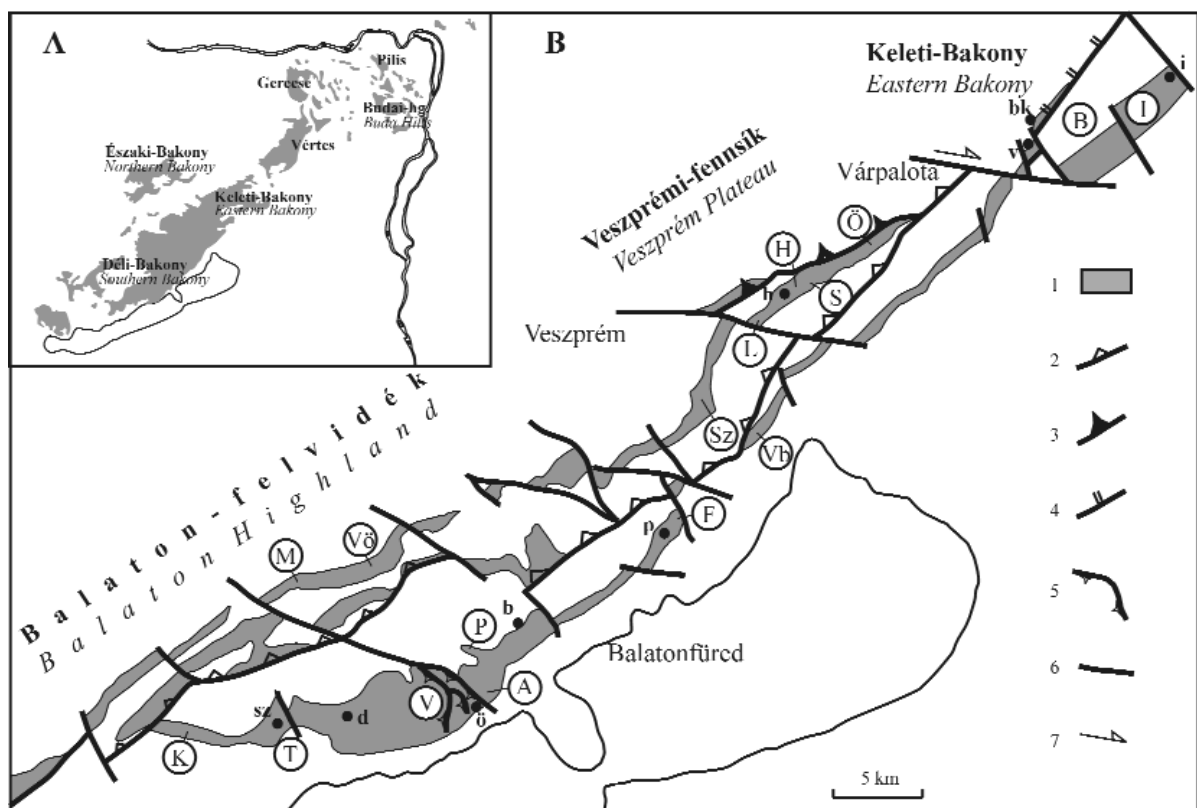 A
Pilis
Gerecse
Budai-hg
Buda Hills
Vértes
Északi-Bakony
Northern Bakony
Keleti-Bakony
Eastern Bakony
Déli-Bakony
Southern Bakony
B
Keleti-Bakony
Eastern Bakony
i
bk
B
I
v
Várpalota
Veszprémi-fennsík
Veszprém Plateau
Ö
H
h
S
L
Veszprém
Sz
Vb
F
p
Balaton-felvidék
Balaton Highland
Vö
M
b
P
Balatonfüred
A
V
ö
d
sz
T
K
1
2
3
4
5
6
7
5 km